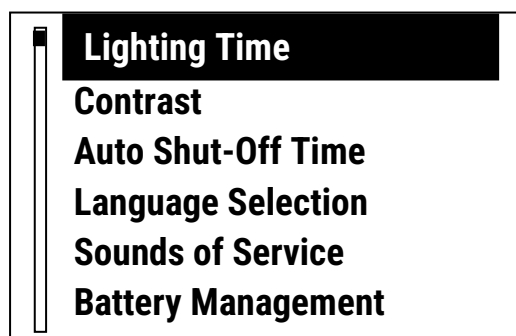 Lighting Time
Contrast
Auto Shut-Off Time
Language Selection
Sounds of Service
Battery Management